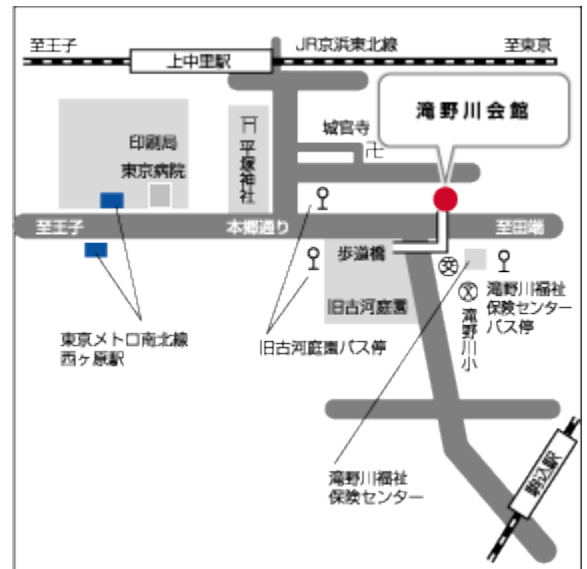 至王子
JR京浜東北線
至東京
上中里駅
滝野川会館
印刷局
東京病院
平塚神社
城官寺
至王子
本郷通り
至田端
歩道橋
旧古河庭園
文
滝野川小
滝野川福祉
保険センター
バス停
東京メトロ南北線
西ヶ原駅
旧古河庭園バス停
滝野川福祉
保険センター
駒込駅